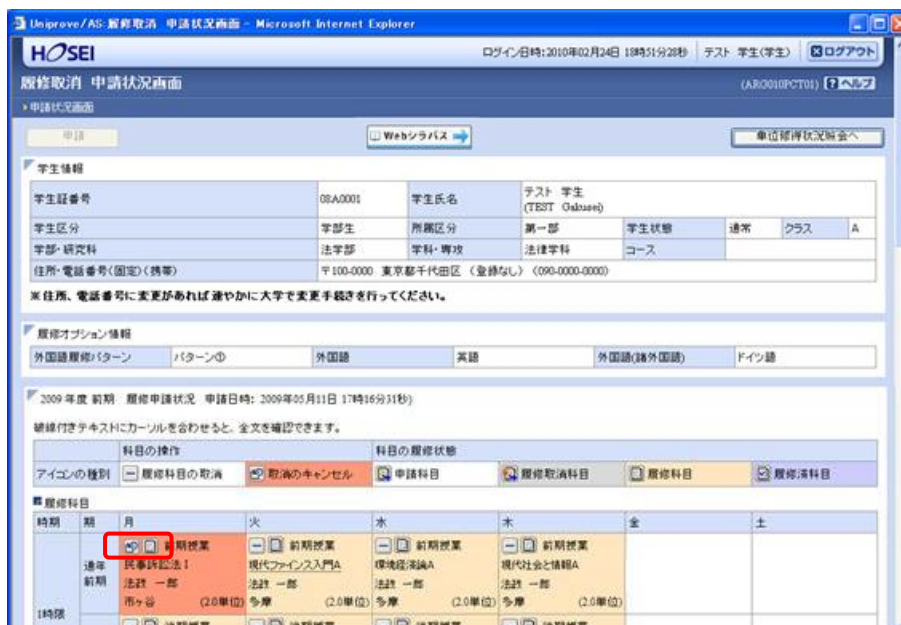 Uniprove/AS:履修取消 申請状況画面 - Microsoft Internet Explorer
HOSEI ログイン日時:2010年02月24日 18時51分28秒 テスト 学生(学生) ログアウト
履修取消 申請状況画面 (ARG010PCT01) ヘルプ
申請状況画面
申請 Webシラバス 単位修得状況照会へ
学生情報
学生証番号 08A0001 学生氏名 テスト 学生
(TEST Gakusei)
学生区分 学部生 所属区分 第一部 学生状態 通常 クラス A
学部・研究科 法学部 学科・専攻 法律学科 コース
住所・電話番号(固定)(携帯) 〒100-0000 東京都千代田区 (登録なし) (090-0000-0000)
※住所、電話番号に変更があれば速やかに大学で変更手続きを行ってください。
履修オプション情報
外国語履修パターン パターン① 外国語 英語 外国語(諸外国語) ドイツ語
2009 年度 前期 履修申請状況 申請日時: 2009年05月11日 17時16分31秒)
破線付きテキストにカーソルを合わせると、全文を確認できます。
科目の操作 科目の履修状態
アイコンの種別 履修科目の取消 取消のキャンセル 申請科目 履修取消科目 履修科目 履修済科目
履修科目
時期 期 月 火 水 木 金 土
前期授業 前期授業 前期授業 前期授業
通年 民事訴訟法Ⅰ 現代ファインス入門A 環境経済論A 現代社会と情報A
前期 法政 一郎 法政 一郎 法政 一郎 法政 一郎
市ヶ谷 (2.0単位) 多摩 (2.0単位) 多摩 (2.0単位) 多摩 (2.0単位)
1時限